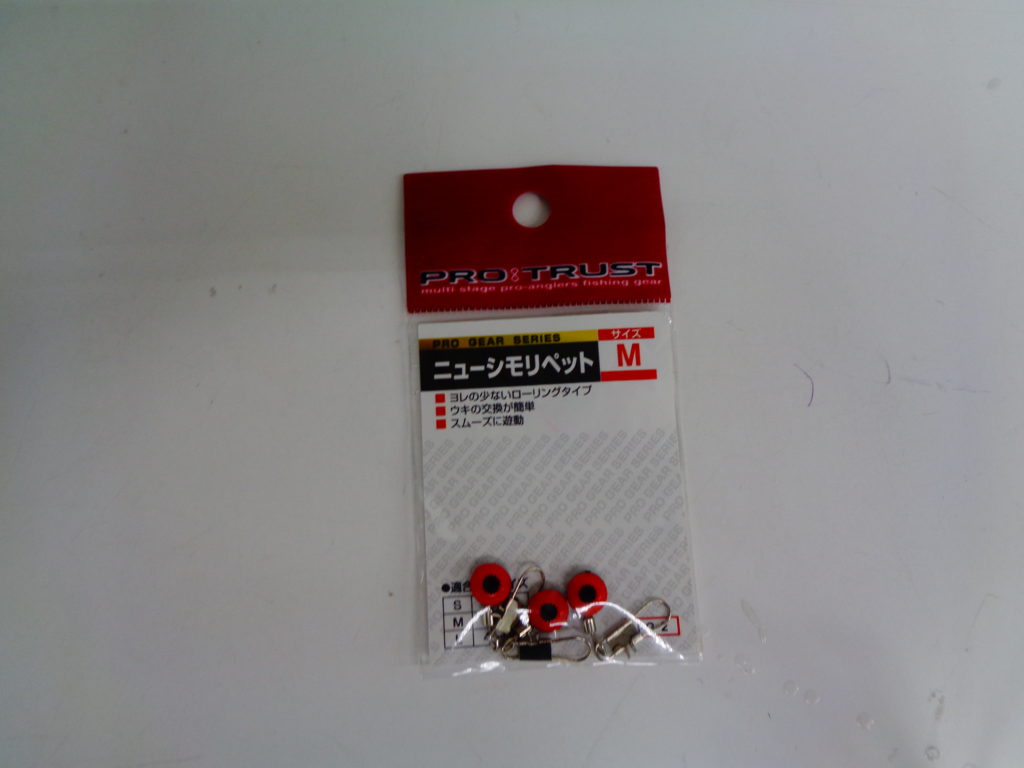 PRO TRUST
multi stage pro-anglers fishing gear
PRO GEAR SERIES
サイズ
M
ニューシモリペット
ヨレの少ないローリングタイプ
ウキの交換が簡単
スムーズに遊動
●適合
S
M